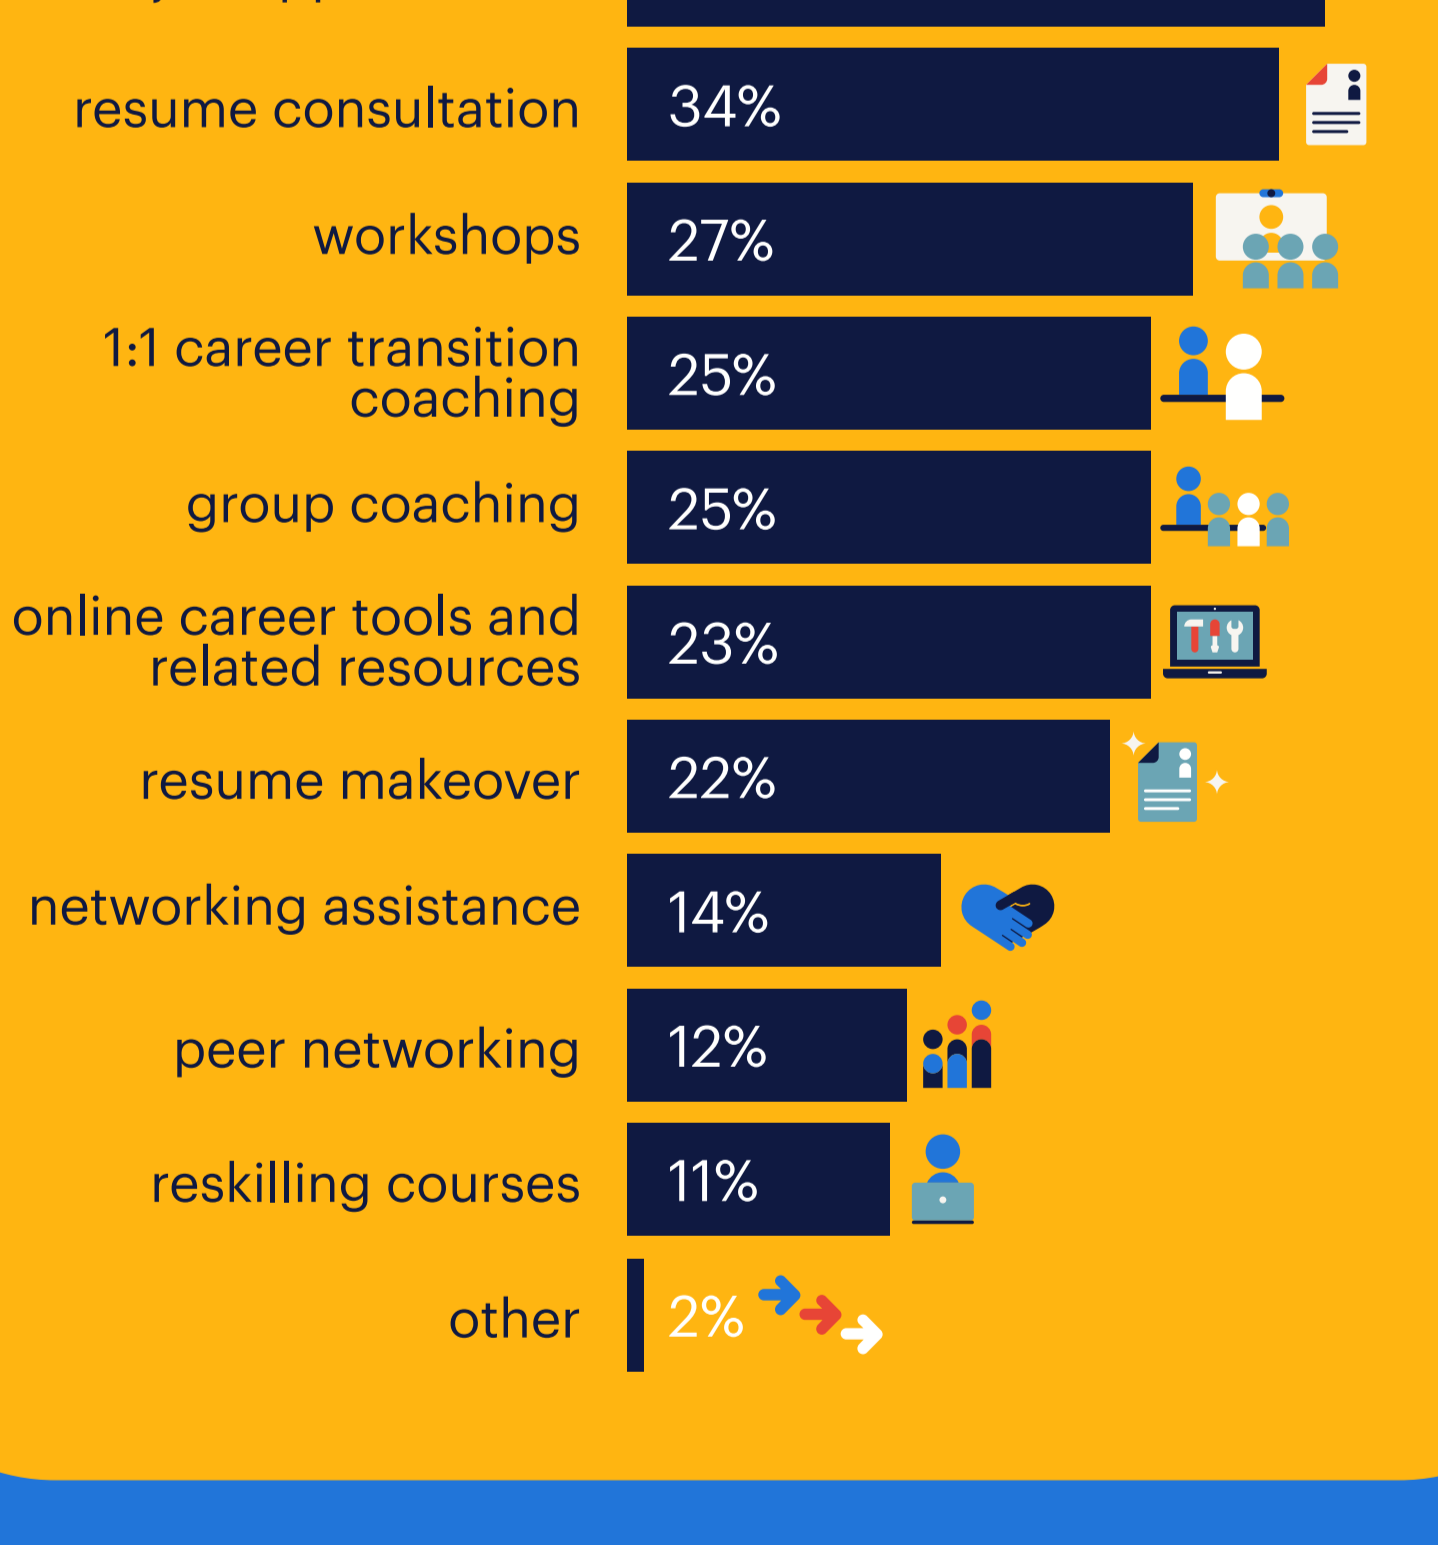 resume consultation 34%
workshops 27%
1:1 career transition
coaching 25%
group coaching 25%
online career tools and
related resources 23%
resume makeover 22%
networking assistance 14%
peer networking 12%
reskilling courses 11%
other 2%